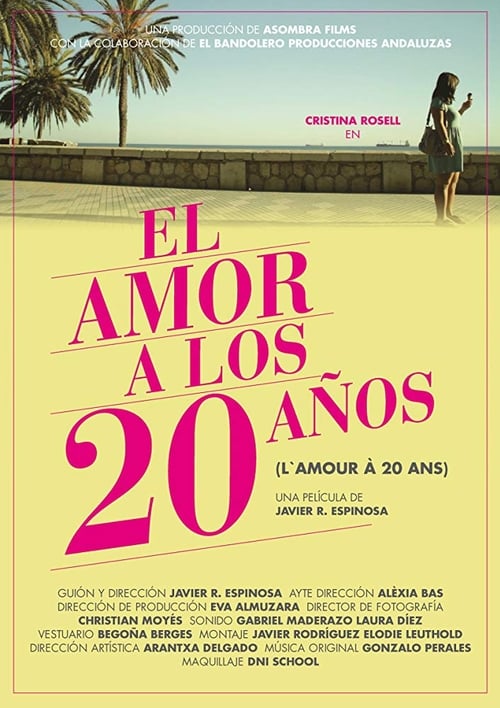 UNA PRODUCCIÓN DE ASOMBRA FILMS
CON LA COLABORACIÓN DE EL BANDOLERO PRODUCCIONES ANDALUZAS
CRISTINA ROSELL
EN
EL
AMOR
A LOS
20 AÑOS
(L`AMOUR À 20 ANS)
UNA PELÍCULA DE
JAVIER R. ESPINOSA
GUIÓN Y DIRECCIÓN JAVIER R. ESPINOSA AYTE DIRECCIÓN ALÈXIA BAS
DIRECCIÓN DE PRODUCCIÓN EVA ALMUZARA DIRECTOR DE FOTOGRAFÍA
CHRISTIAN MOYÉS SONIDO GABRIEL MADERAZO LAURA DÍEZ
VESTUARIO BEGOÑA BERGES MONTAJE JAVIER RODRÍGUEZ ELODIE LEUTHOLD
DIRECCIÓN ARTÍSTICA ARANTXA DELGADO MÚSICA ORIGINAL GONZALO PERALES
MAQUILLAJE DNI SCHOOL